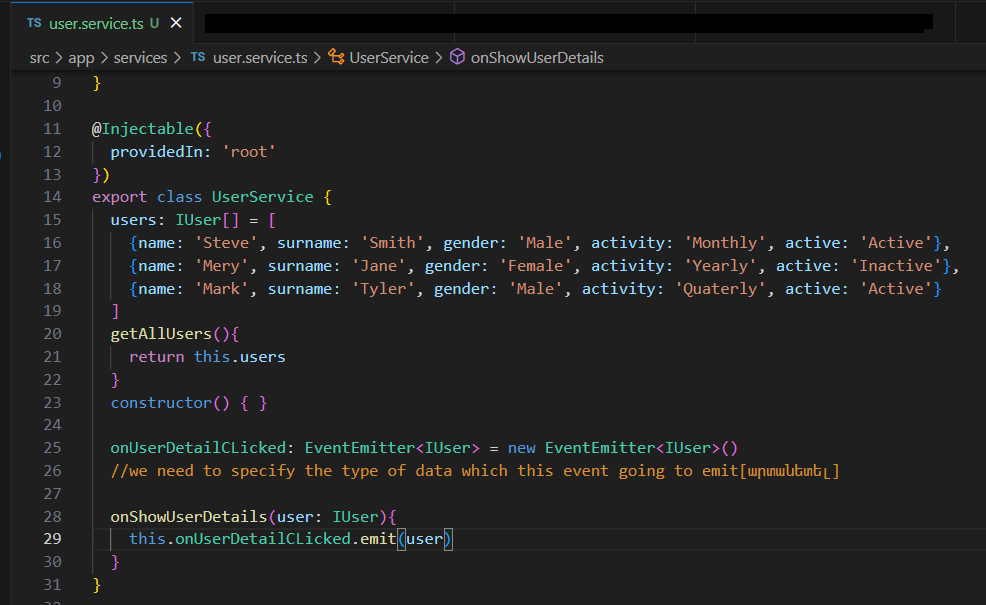 TS user.service.ts U ×
src > app > services > TS user.service.ts > UserService > onShowUserDetails
9 }
10
11 @Injectable({
12 providedIn: 'root'
13 })
14 export class UserService {
15 users: IUser[] = [
16 {name: 'Steve', surname: 'Smith', gender: 'Male', activity: 'Monthly', active: 'Active'},
17 {name: 'Mery', surname: 'Jane', gender: 'Female', activity: 'Yearly', active: 'Inactive'},
18 {name: 'Mark', surname: 'Tyler', gender: 'Male', activity: 'Quaterly', active: 'Active'}
19 ]
20 getAllUsers(){
21 return this.users
22 }
23 constructor() { }
24
25 onUserDetailCLicked: EventEmitter<IUser> = new EventEmitter<IUser>()
26 //we need to specify the type of data which this event going to emit[արտանետել]
27
28 onShowUserDetails(user: IUser){
29 this.onUserDetailCLicked.emit(user)
30 }
31 }